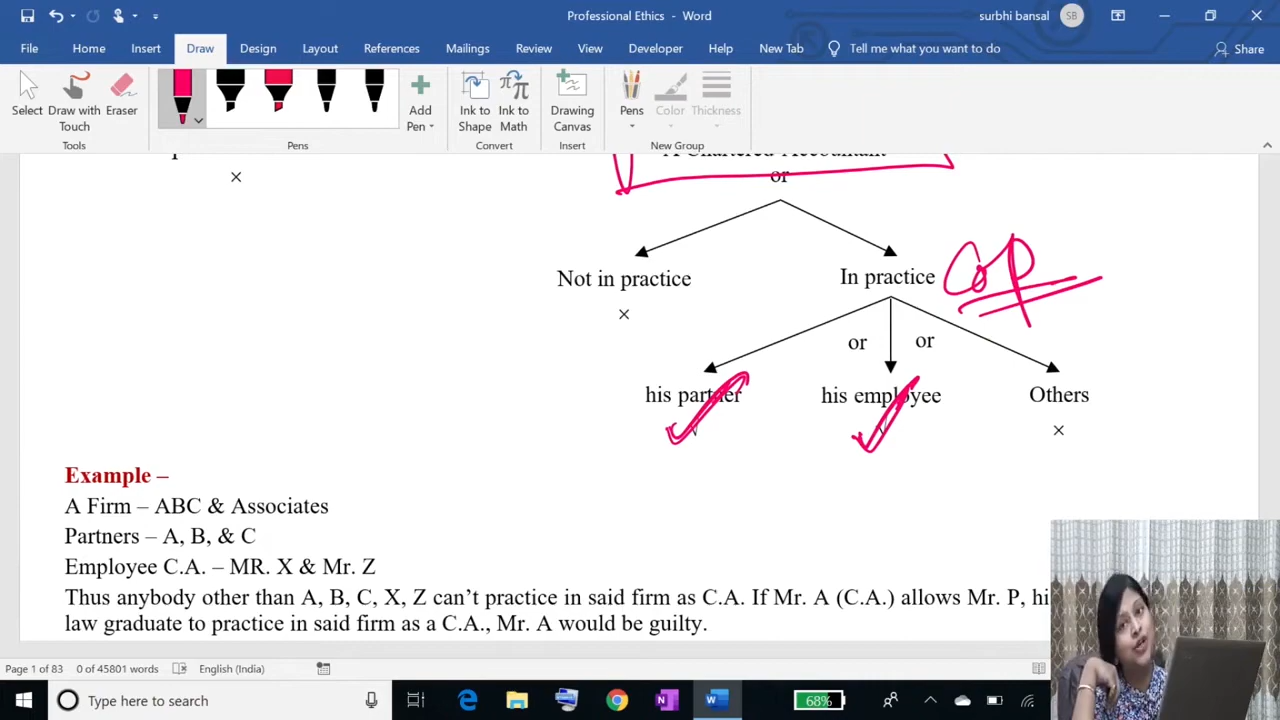 Professional Ethics - Word
surbhi bansal
SB
File Home Insert Draw Design Layout References Mailings Review View Developer Help New Tab Tell me what you want to do Share
Select Draw with Touch Eraser
Add Pen
Ink to Shape Ink to Math
Drawing Canvas
Pens Color Thickness
Tools Pens Convert Insert New Group
A Chartered Accountant
× or
Not in practice In practice COP
×
or or
his partner his employee Others
√ √ ×
Example –
A Firm – ABC & Associates
Partners – A, B, & C
Employee C.A. – MR. X & Mr. Z
Thus anybody other than A, B, C, X, Z can't practice in said firm as C.A. If Mr. A (C.A.) allows Mr. P,
law graduate to practice in said firm as a C.A., Mr. A would be guilty.
Page 1 of 83 0 of 45801 words English (India)
Type here to search
68%